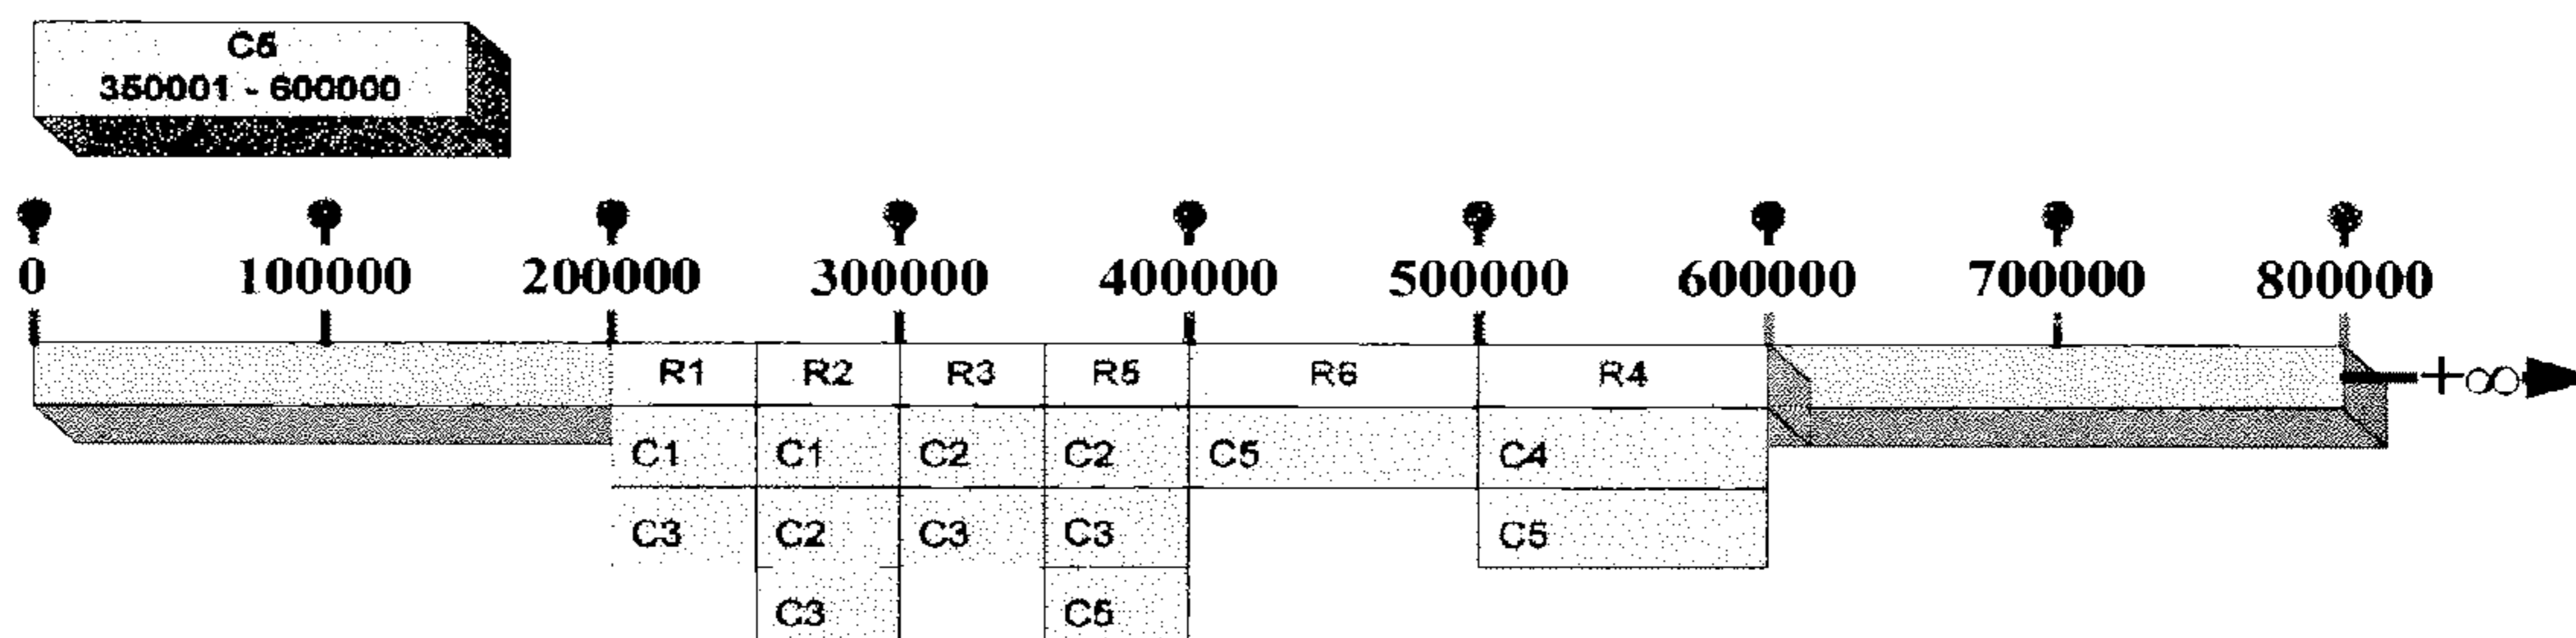 C5
350001 - 600000
0 100000 200000 300000 400000 500000 600000 700000 800000
R1 R2 R3 R5 R6 R4 +∞
C1 C1 C2 C2 C5 C4
C3 C2 C3 C3 C5
C3 C5